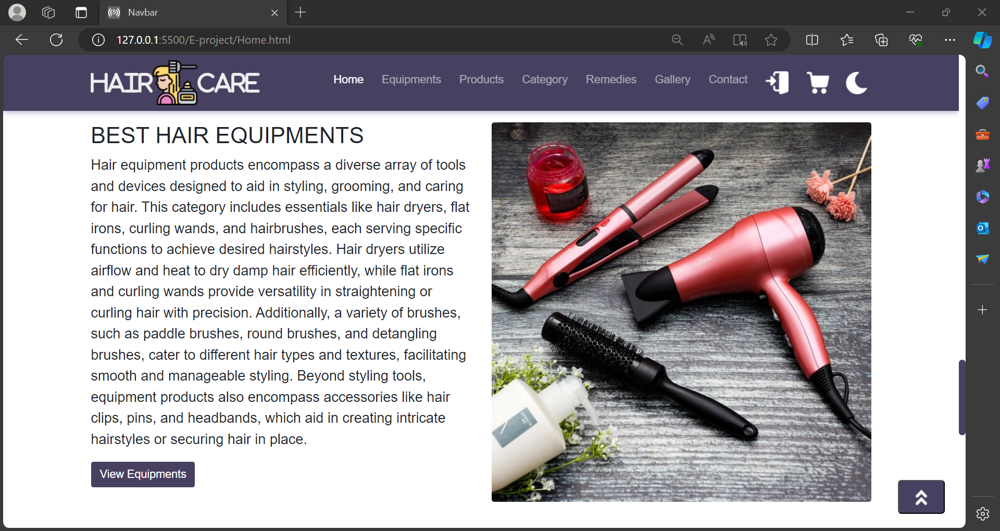 Navbar
127.0.0.1:5500/E-project/Home.html
HAIR CARE
Home Equipments Products Category Remedies Gallery Contact
BEST HAIR EQUIPMENTS
Hair equipment products encompass a diverse array of tools
and devices designed to aid in styling, grooming, and caring
for hair. This category includes essentials like hair dryers, flat
irons, curling wands, and hairbrushes, each serving specific
functions to achieve desired hairstyles. Hair dryers utilize
airflow and heat to dry damp hair efficiently, while flat irons
and curling wands provide versatility in straightening or
curling hair with precision. Additionally, a variety of brushes,
such as paddle brushes, round brushes, and detangling
brushes, cater to different hair types and textures, facilitating
smooth and manageable styling. Beyond styling tools,
equipment products also encompass accessories like hair
clips, pins, and headbands, which aid in creating intricate
hairstyles or securing hair in place.
View Equipments